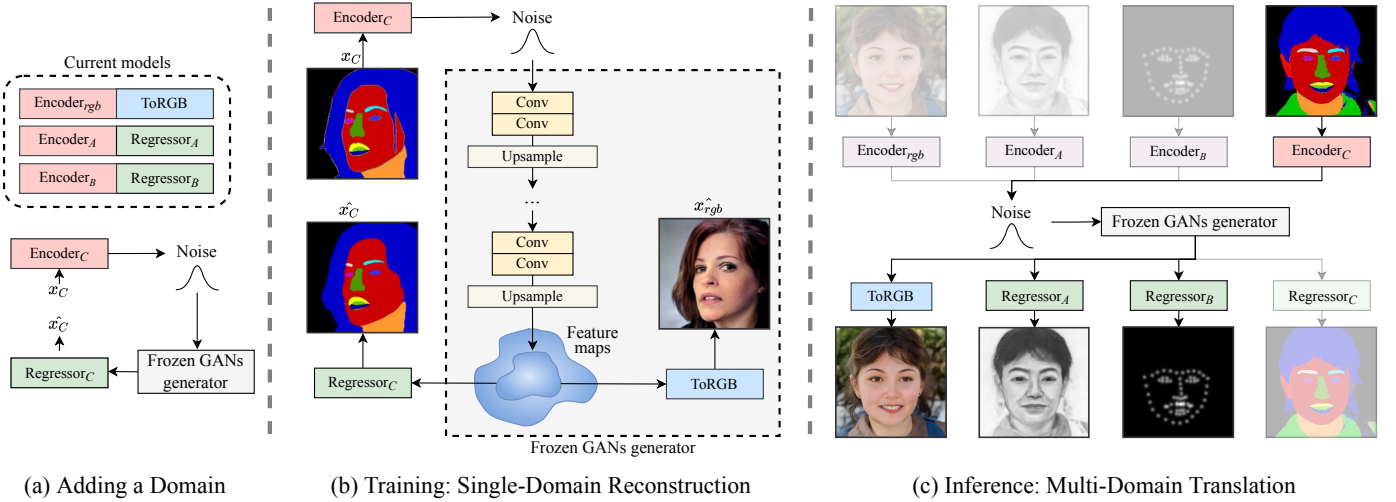 Current models
Encoder_rgb ToRGB
Encoder_A Regressor_A
Encoder_B Regressor_B
Encoder_C
Noise
x_C
x̂_C
Regressor_C
Frozen GANs
generator
(a) Adding a Domain
Encoder_C
Noise
x_C
Conv
Conv
Upsample
...
x̂_C
x̂_rgb
Conv
Conv
Upsample
Feature
maps
Regressor_C
ToRGB
Frozen GANs generator
(b) Training: Single-Domain Reconstruction
Encoder_rgb
Encoder_A
Encoder_B
Encoder_C
Noise
Frozen GANs generator
ToRGB
Regressor_A
Regressor_B
Regressor_C
(c) Inference: Multi-Domain Translation